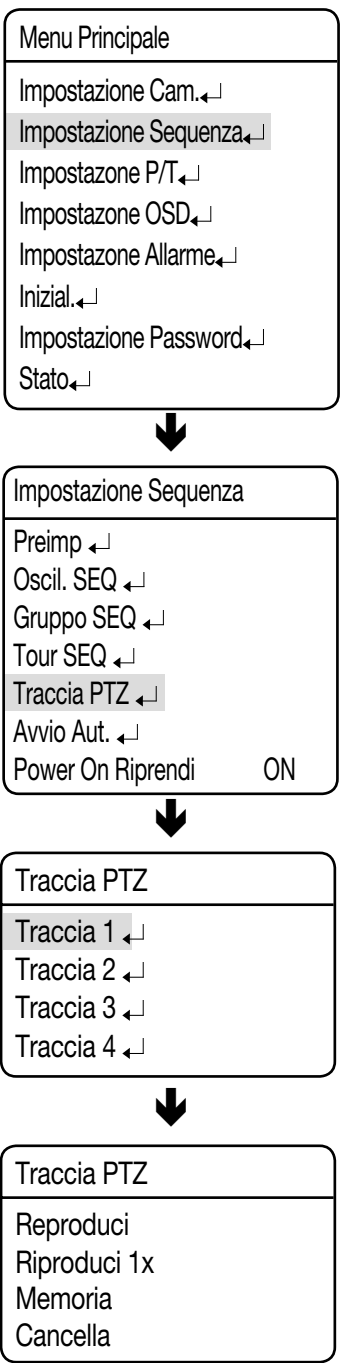 Menu Principale
Impostazione Cam.↵
Impostazione Sequenza↵
Impostazone P/T↵
Impostazone OSD↵
Impostazone Allarme↵
Inizial.↵
Impostazione Password↵
Stato↵
Impostazione Sequenza
Preimp ↵
Oscil. SEQ ↵
Gruppo SEQ ↵
Tour SEQ ↵
Traccia PTZ ↵
Avvio Aut. ↵
Power On Riprendi ON
Traccia PTZ
Traccia 1 ↵
Traccia 2 ↵
Traccia 3 ↵
Traccia 4 ↵
Traccia PTZ
Reproduci
Riproduci 1x
Memoria
Cancella